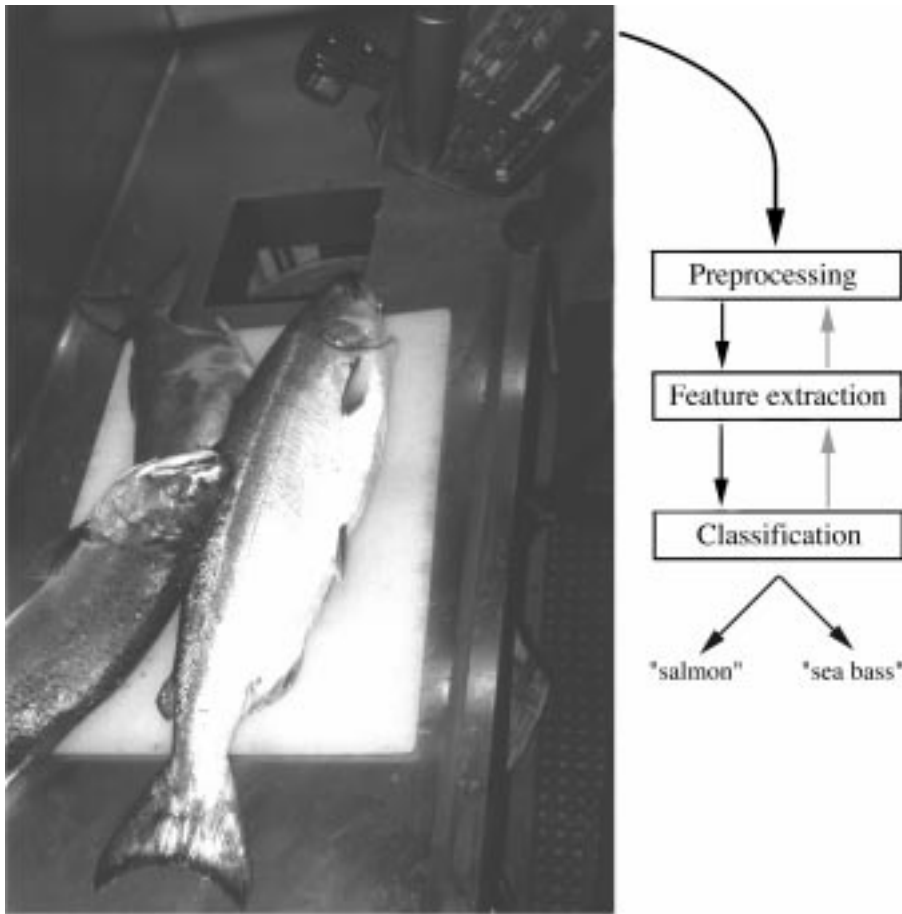 Preprocessing
Feature extraction
Classification
"salmon"
"sea bass"